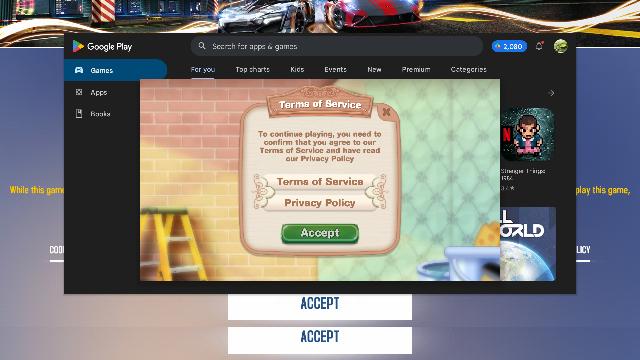 Google Play
Search for apps & games
2,080
Games
Apps
Books
For you
Top charts
Kids
Events
New
Premium
Categories
Terms of Service
To continue playing, you need to
confirm that you agree to our
Terms of Service and have read
our Privacy Policy
Terms of Service
Privacy Policy
Accept
N
Stranger Things:
1984
While this game
play this game,
ORLD
COO
LICY
ACCEPT
ACCEPT